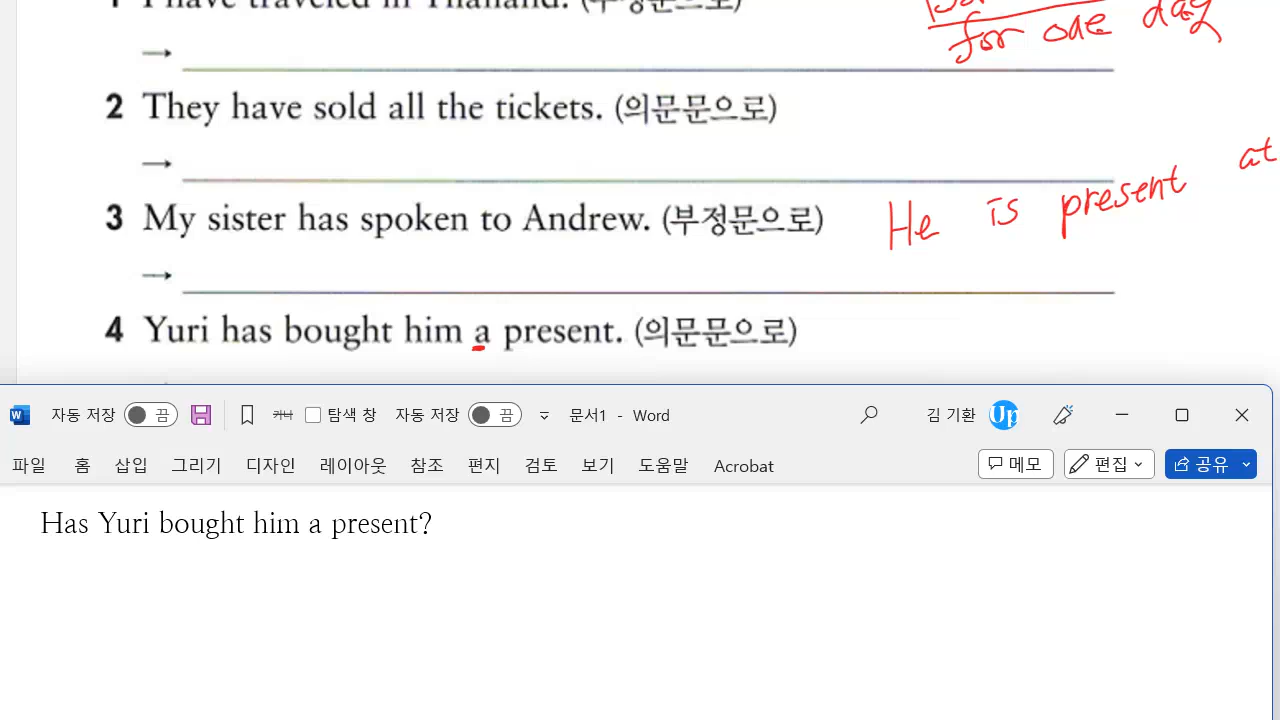 1 I have traveled in Thailand. (부정문으로)
for one day
→
2 They have sold all the tickets. (의문문으로)
→
at
3 My sister has spoken to Andrew. (부정문으로) He is present
→
4 Yuri has bought him a present. (의문문으로)
자동 저장 끔 탐색 창 자동 저장 끔 문서1 - Word 김 기환 Up
파일 홈 삽입 그리기 디자인 레이아웃 참조 편지 검토 보기 도움말 Acrobat 메모 편집 공유
Has Yuri bought him a present?